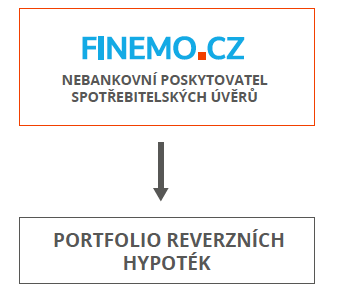 FINEMO.CZ
NEBANKOVNÍ POSKYTOVATEL
SPOTŘEBITELSKÝCH ÚVĚRŮ
PORTFOLIO REVERZNÍCH
HYPOTÉK